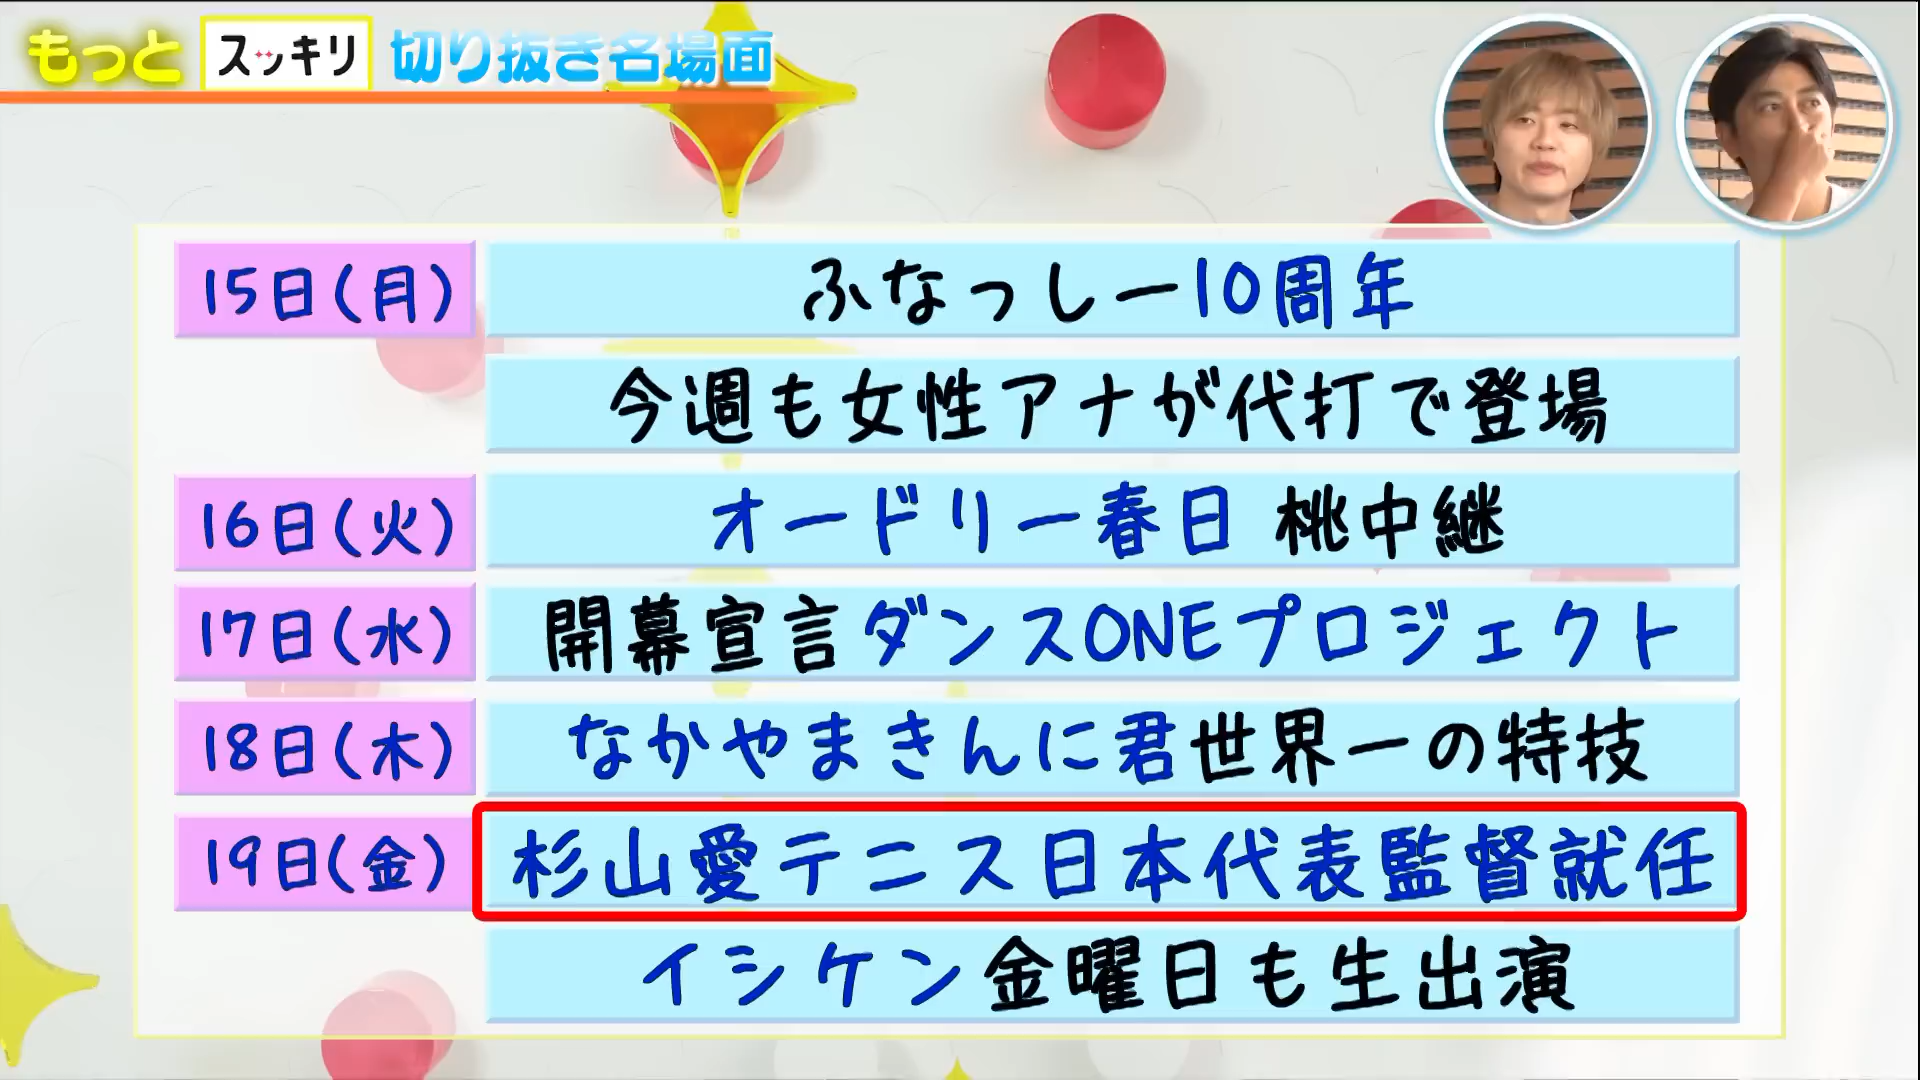 もっと スッキリ 切り抜き名場面
15日(月) ふなっしー10周年
今週も女性アナが代打で登場
16日(火) オードリー春日 桃中継
17日(水) 開幕宣言ダンスONEプロジェクト
18日(木) なかやまきんに君世界一の特技
19日(金) 杉山愛テニス日本代表監督就任
イシケン金曜日も生出演